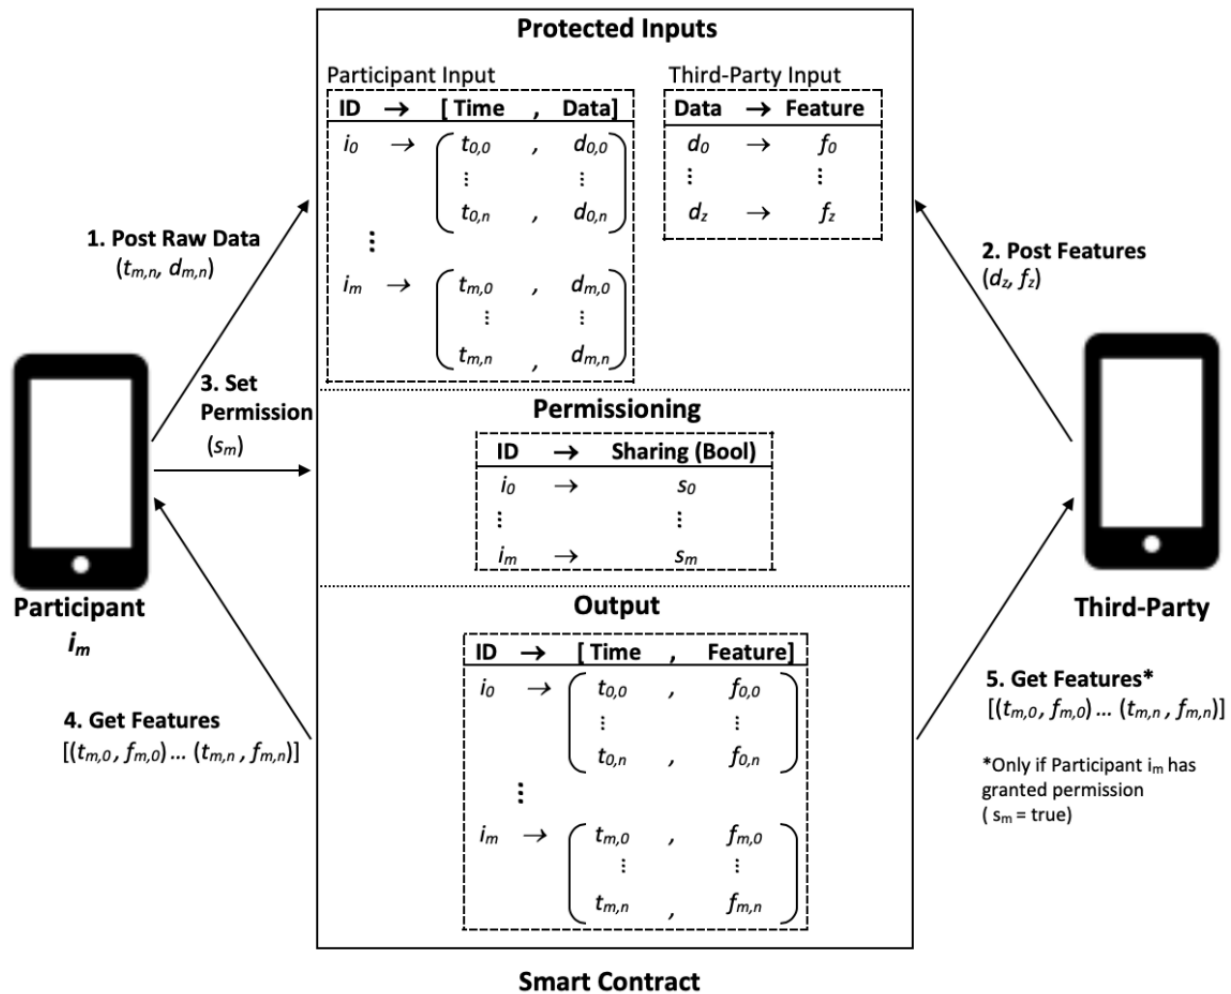 Protected Inputs
Participant Input
ID → [ Time , Data]
i0 → t0,0 , d0,0
⋮ ⋮
t0,n , d0,n
⋮
im → tm,0 , dm,0
⋮ ⋮
tm,n , dm,n
Third-Party Input
Data → Feature
d0 → f0
⋮ ⋮
dz → fz
1. Post Raw Data
(tm,n, dm,n)
2. Post Features
(dz, fz)
3. Set
Permission
(sm)
Permissioning
ID → Sharing (Bool)
i0 → s0
⋮ ⋮
im → sm
Participant
im
Third-Party
Output
ID → [ Time , Feature]
i0 → t0,0 , f0,0
⋮ ⋮
t0,n , f0,n
⋮
im → tm,0 , fm,0
⋮ ⋮
tm,n , fm,n
4. Get Features
[(tm,0 , fm,0) ... (tm,n , fm,n)]
5. Get Features*
[(tm,0 , fm,0) ... (tm,n , fm,n)]
*Only if Participant im has
granted permission
( sm = true)
Smart Contract